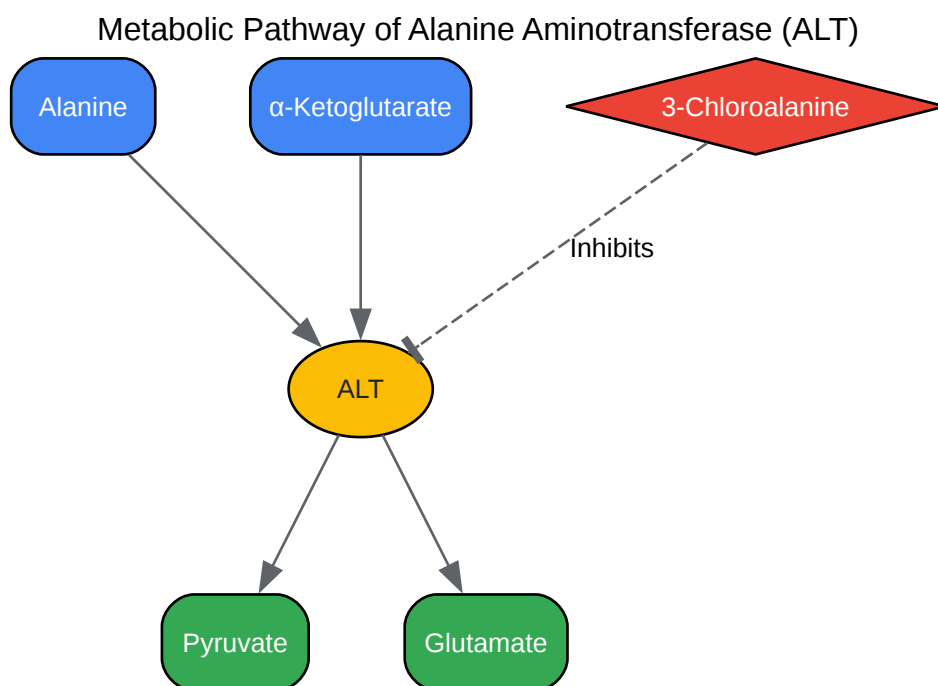 Metabolic Pathway of Alanine Aminotransferase (ALT)
Alanine
α-Ketoglutarate
3-Chloroalanine
Inhibits
ALT
Pyruvate
Glutamate